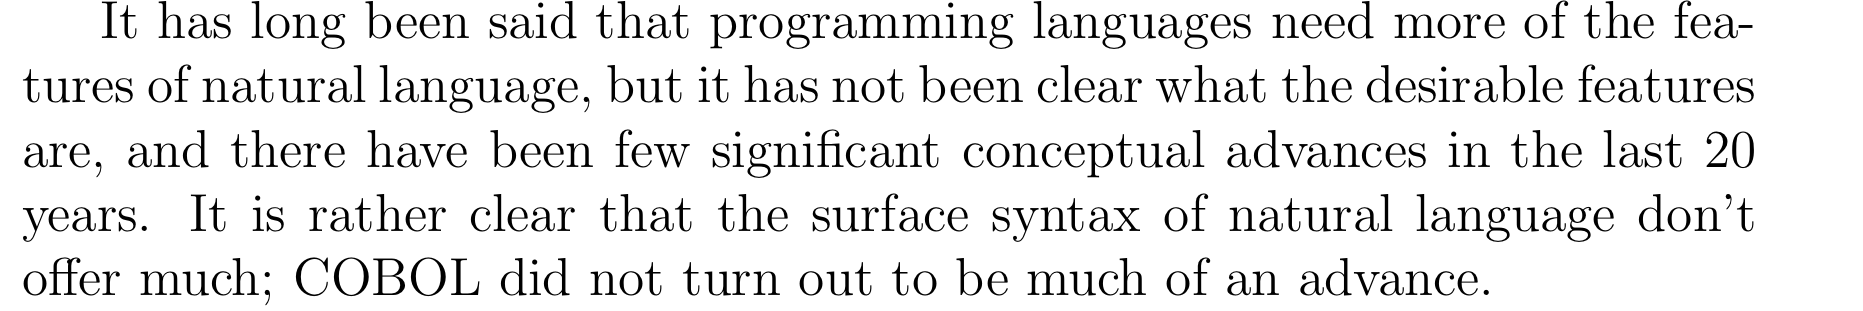 It has long been said that programming languages need more of the fea-
tures of natural language, but it has not been clear what the desirable features
are, and there have been few significant conceptual advances in the last 20
years. It is rather clear that the surface syntax of natural language don't
offer much; COBOL did not turn out to be much of an advance.